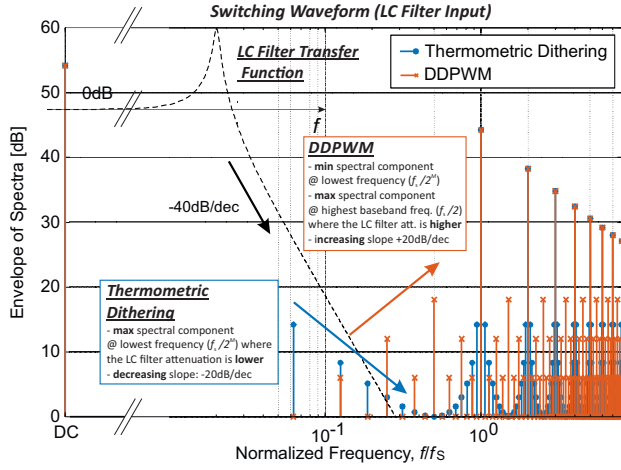 Switching Waveform (LC Filter Input)
60
50
40
30
20
10
0
Envelope of Spectra [dB]
LC Filter Transfer
Function
0dB
f
-40dB/dec
Thermometric Dithering
DDPWM
DDPWM
- min spectral component
@ lowest frequency (fs/2^M)
- max spectral component
@ highest baseband freq. (fs/2)
where the LC filter att. is higher
- increasing slope +20dB/dec
Thermometric
Dithering
- max spectral component
@ lowest frequency (fs/2^M) where
the LC filter attenuation is lower
- decreasing slope: -20dB/dec
DC
10^-1
10^0
Normalized Frequency, f/fS